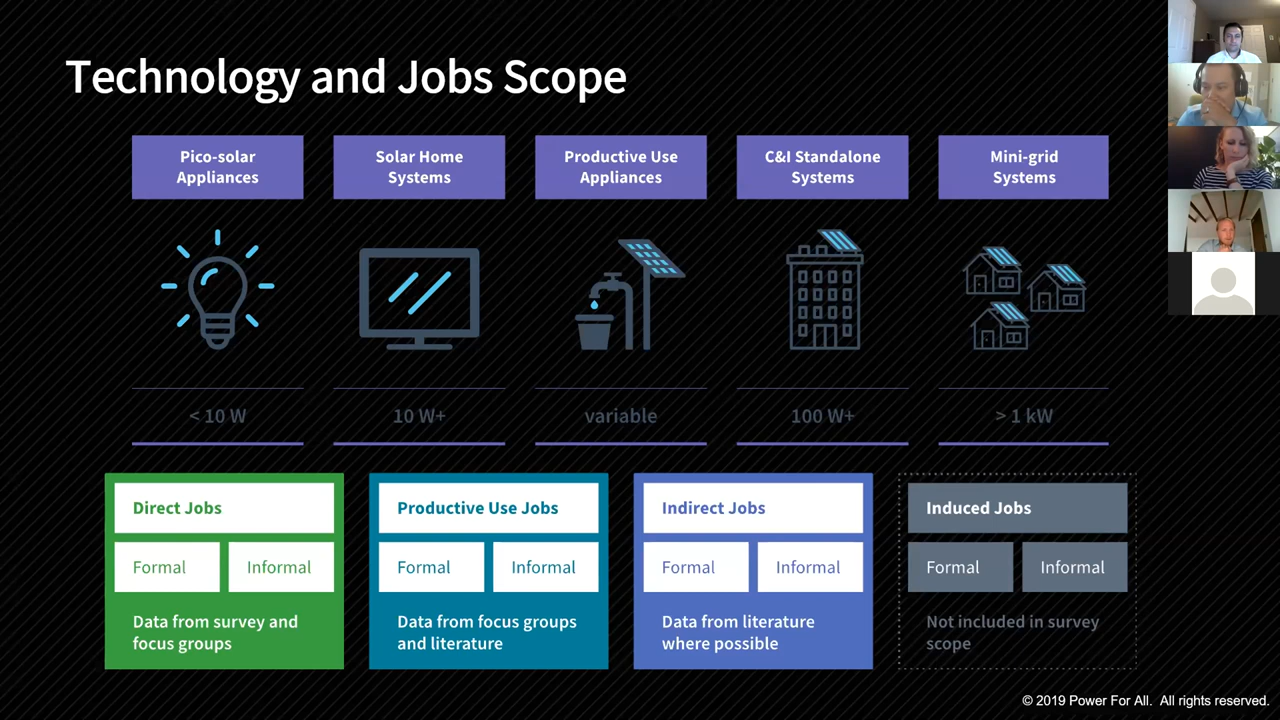 Technology and Jobs Scope
Pico-solar
Appliances
Solar Home
Systems
Productive Use
Appliances
C&I Standalone
Systems
Mini-grid
Systems
< 10 W
10 W+
variable
100 W+
> 1 kW
Direct Jobs
Formal
Informal
Data from survey and
focus groups
Productive Use Jobs
Formal
Informal
Data from focus groups
and literature
Indirect Jobs
Formal
Informal
Data from literature
where possible
Induced Jobs
Formal
Informal
Not included in survey
scope
© 2019 Power For All. All rights reserved.